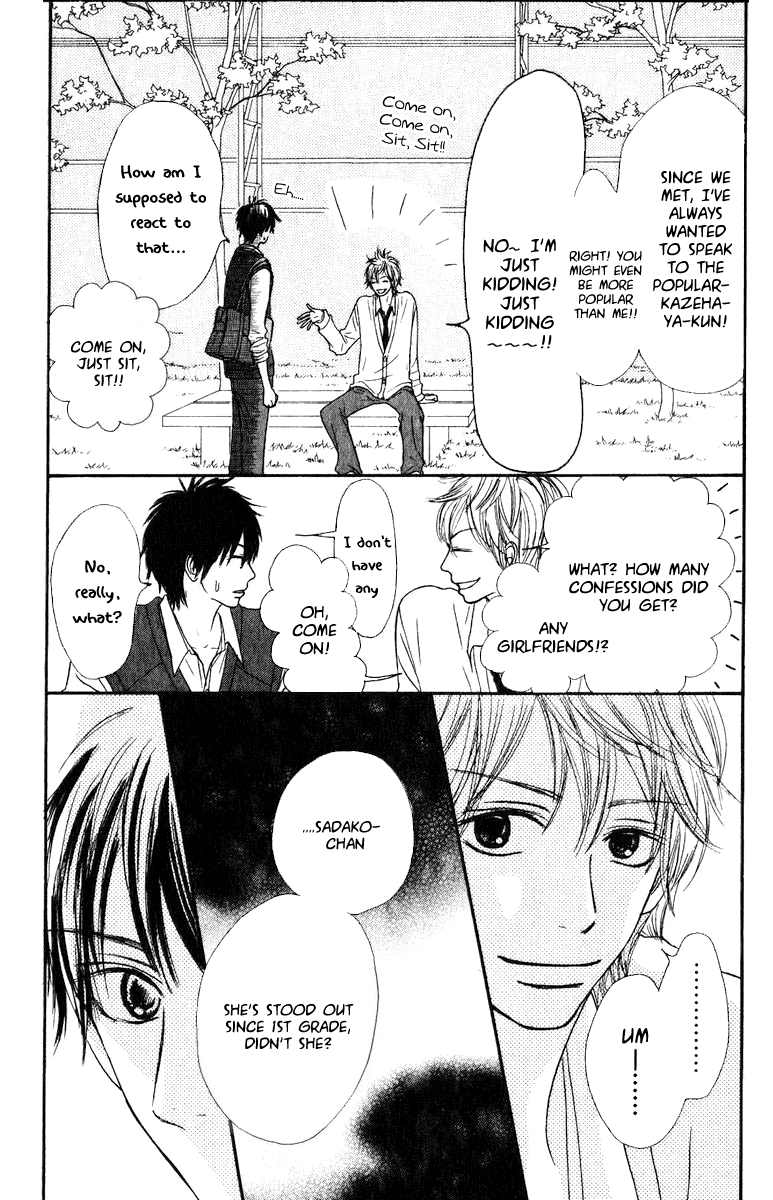 SINCE WE
MET, I'VE
ALWAYS
WANTED
TO SPEAK
TO THE
POPULAR-
KAZEHA-
YA-KUN!
RIGHT! YOU
MIGHT EVEN
BE MORE
POPULAR
THAN ME!!
NO~ I'M
JUST
KIDDING!
JUST
KIDDING
~~~~!!
Come on,
Come on,
Sit, Sit!!
Eh....
How am I
supposed to
react to
that...
COME ON,
JUST SIT,
SIT!!
WHAT? HOW MANY
CONFESSIONS DID
YOU GET?
ANY
GIRLFRIENDS!?
I don't
have
any
OH,
COME
ON!
No,
really,
what?
..........
UM
......
....SADAKO-
CHAN
SHE'S STOOD OUT
SINCE 1ST GRADE,
DIDN'T SHE?